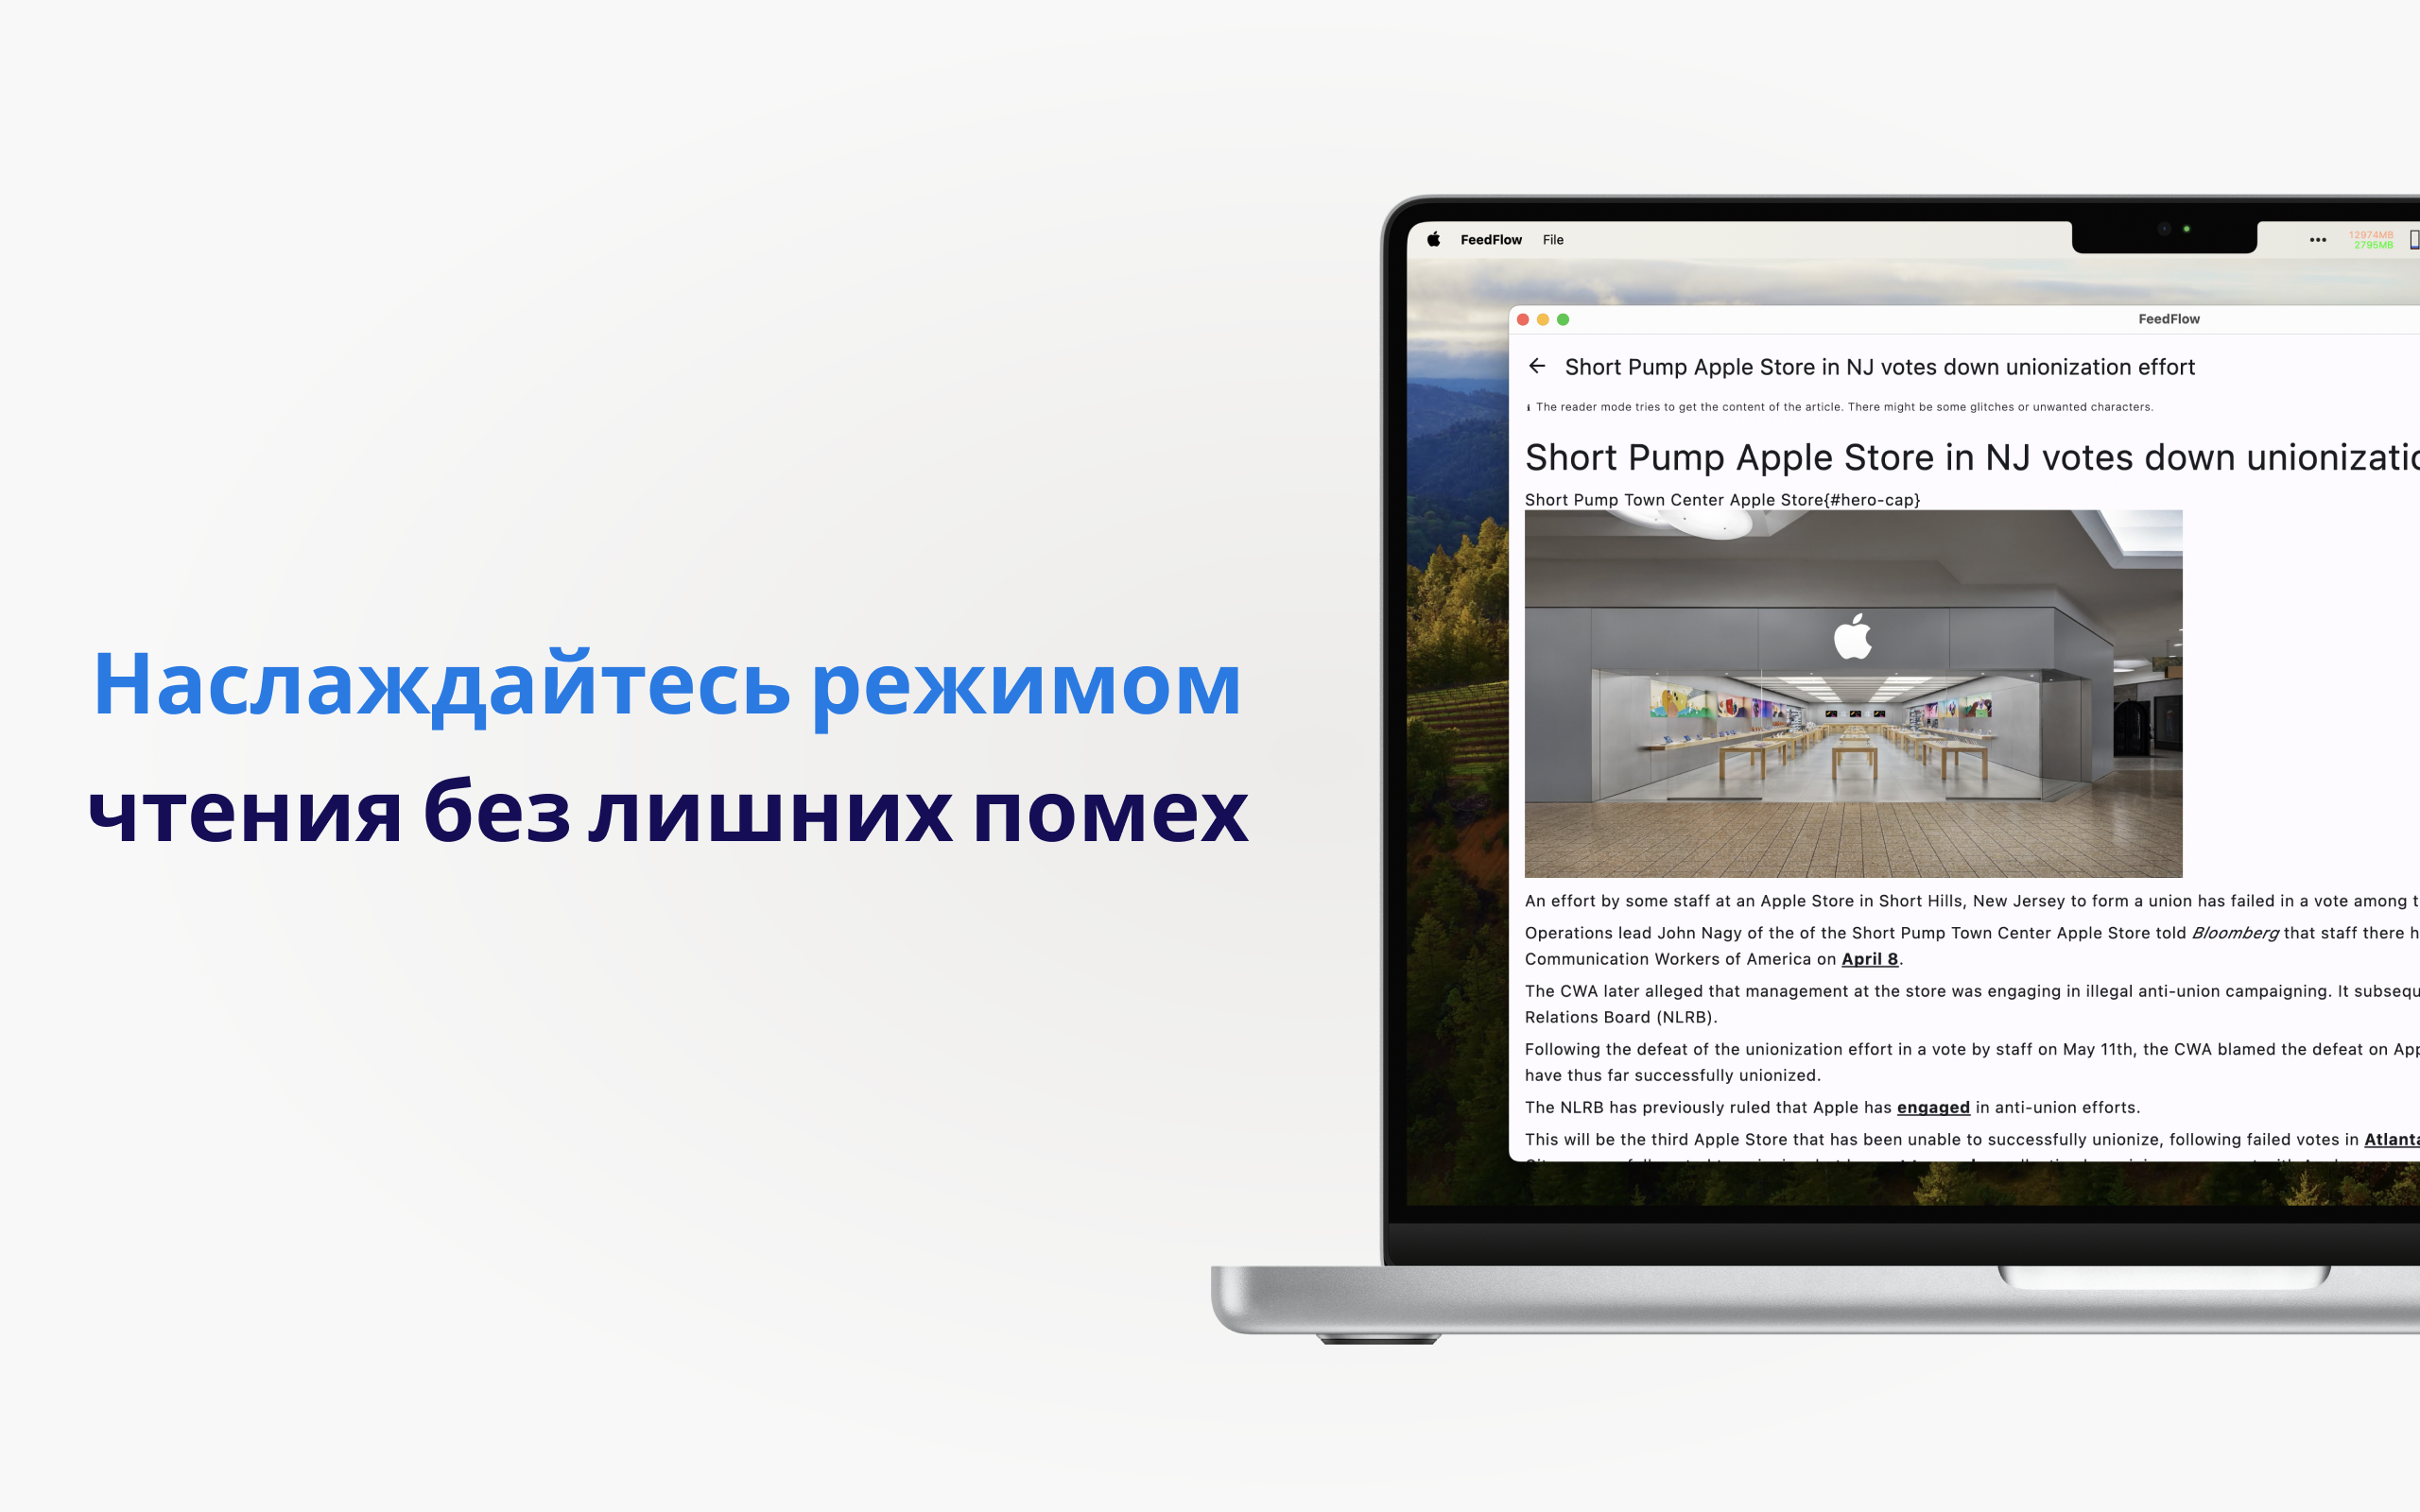 Наслаждайтесь режимом
чтения без лишних помех
FeedFlow File
12974MB
2795MB
FeedFlow
← Short Pump Apple Store in NJ votes down unionization effort
ℹ The reader mode tries to get the content of the article. There might be some glitches or unwanted characters.
Short Pump Apple Store in NJ votes down
Short Pump Town Center Apple Store{#hero-cap}
An effort by some staff at an Apple Store in Short Hills, New Jersey to form a union has failed in a vote among
Operations lead John Nagy of the of the Short Pump Town Center Apple Store told Bloomberg that staff there
Communication Workers of America on April 8.
The CWA later alleged that management at the store was engaging in illegal anti-union campaigning. It
Relations Board (NLRB).
Following the defeat of the unionization effort in a vote by staff on May 11th, the CWA blamed the defeat on
have thus far successfully unionized.
The NLRB has previously ruled that Apple has engaged in anti-union efforts.
This will be the third Apple Store that has been unable to successfully unionize, following failed votes in